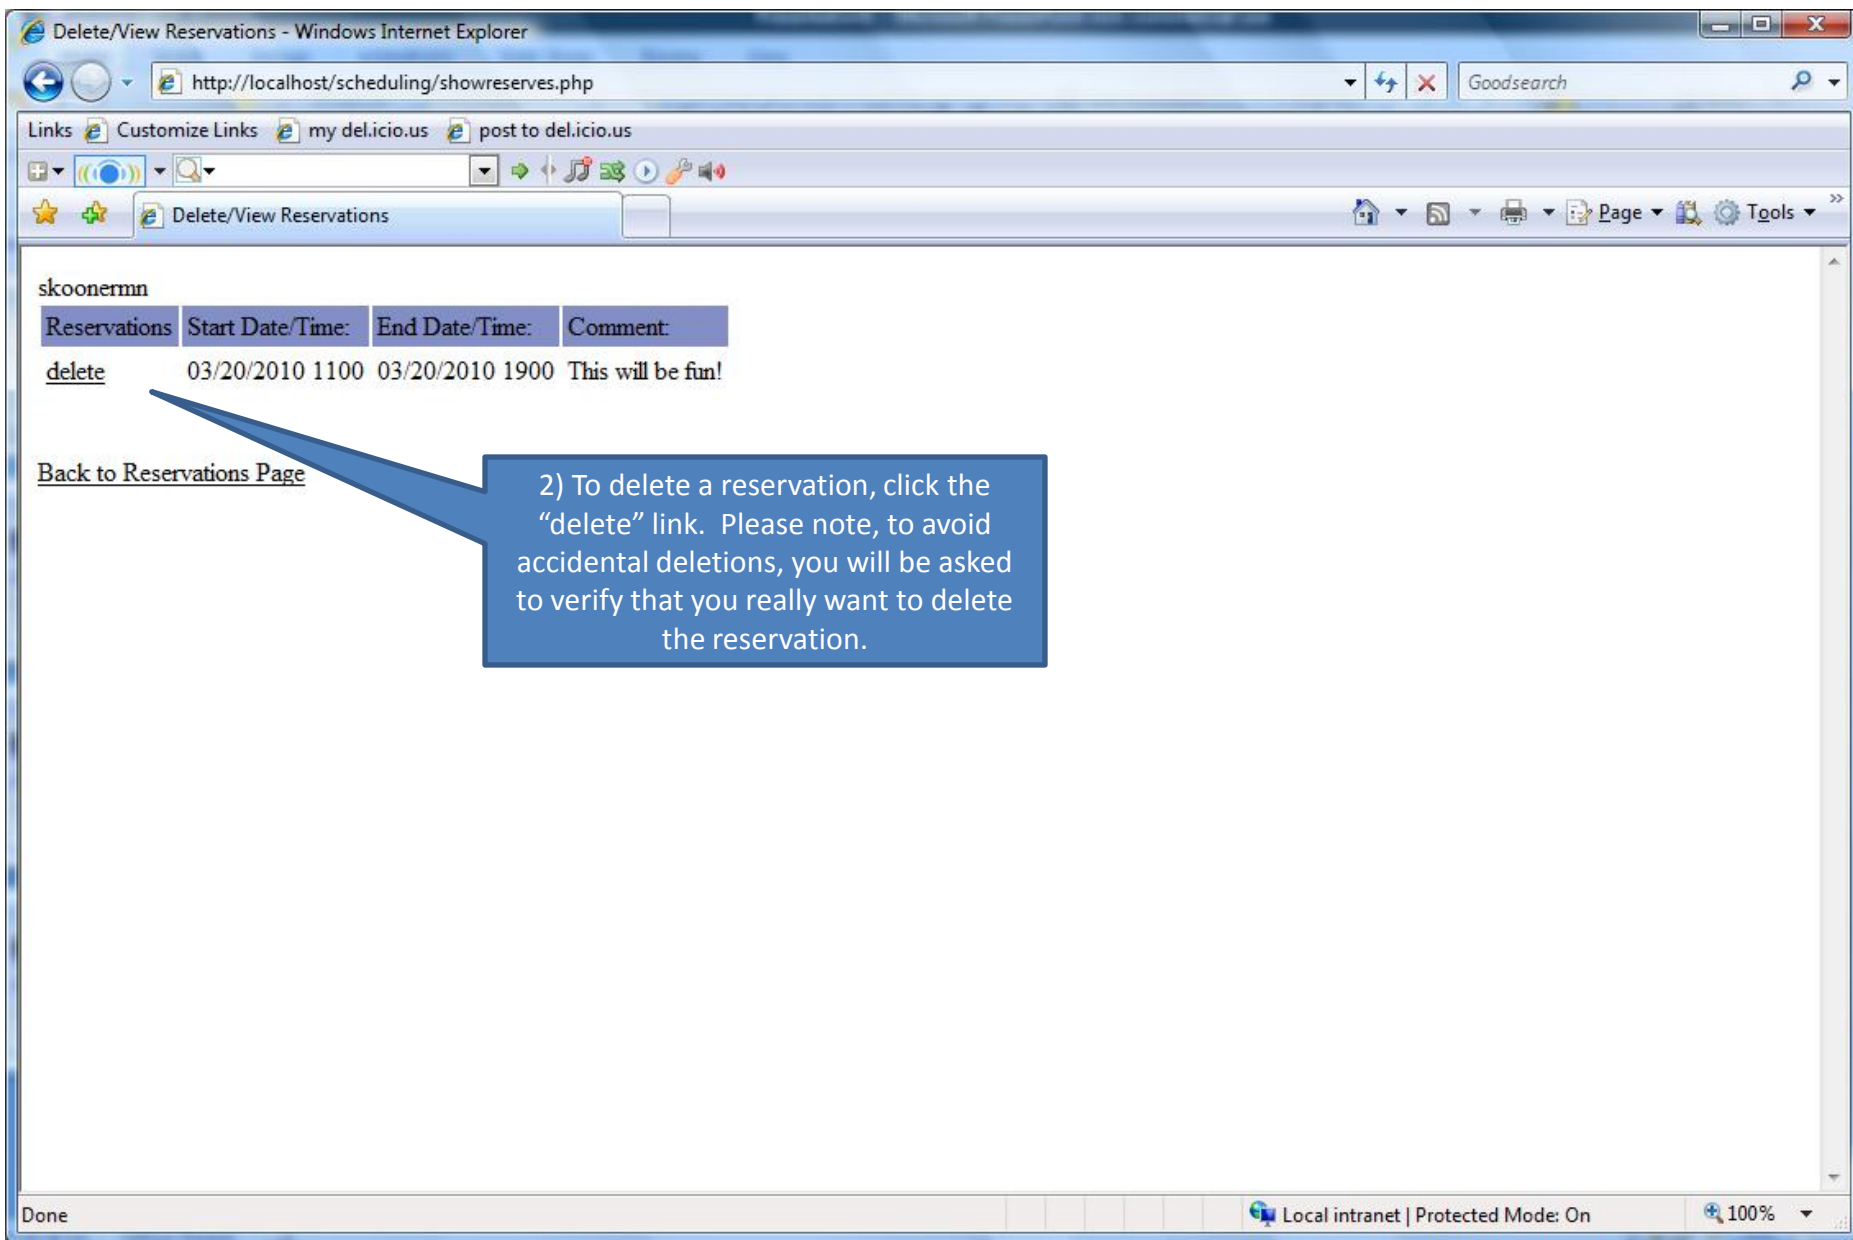 Delete/View Reservations - Windows Internet Explorer
http://localhost/scheduling/showreserves.php
Goodsearch
Links Customize Links my del.icio.us post to del.icio.us
Delete/View Reservations
Page Tools
skoonermn
Reservations Start Date/Time: End Date/Time: Comment:
delete 03/20/2010 1100 03/20/2010 1900 This will be fun!
Back to Reservations Page
2) To delete a reservation, click the
“delete” link. Please note, to avoid
accidental deletions, you will be asked
to verify that you really want to delete
the reservation.
Done
Local intranet | Protected Mode: On
100%